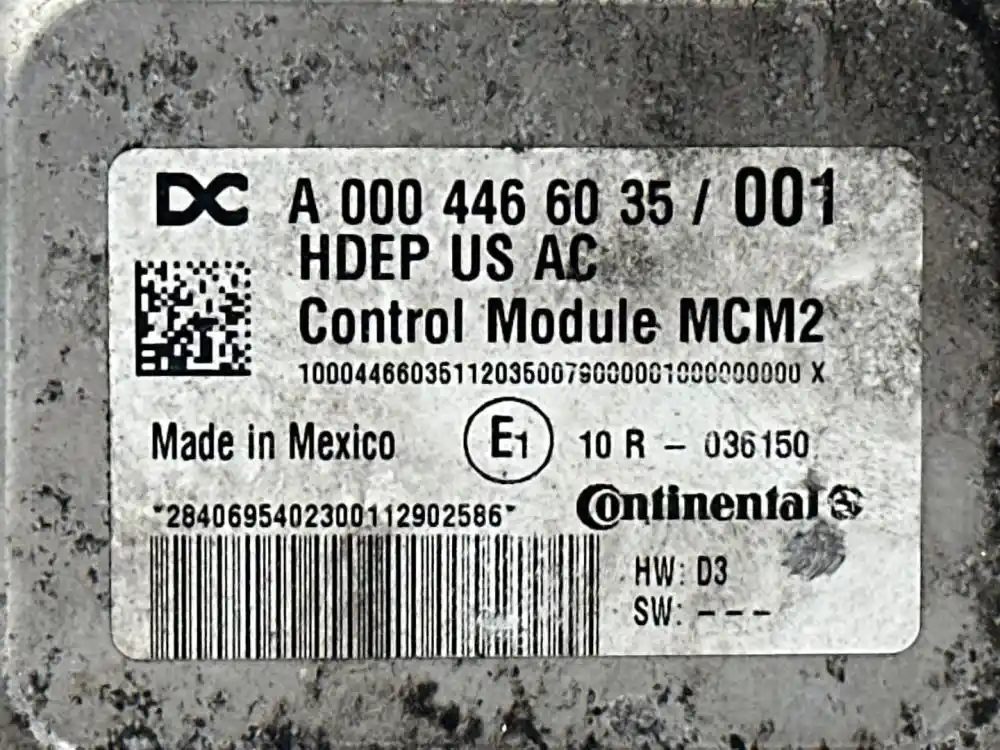 DC A 000 446 60 35 / 001
HDEP US AC
Control Module MCM2
Made in Mexico E1 10 R - 036150
*2840695402300112902586*
Continental
HW: D3
SW: ---